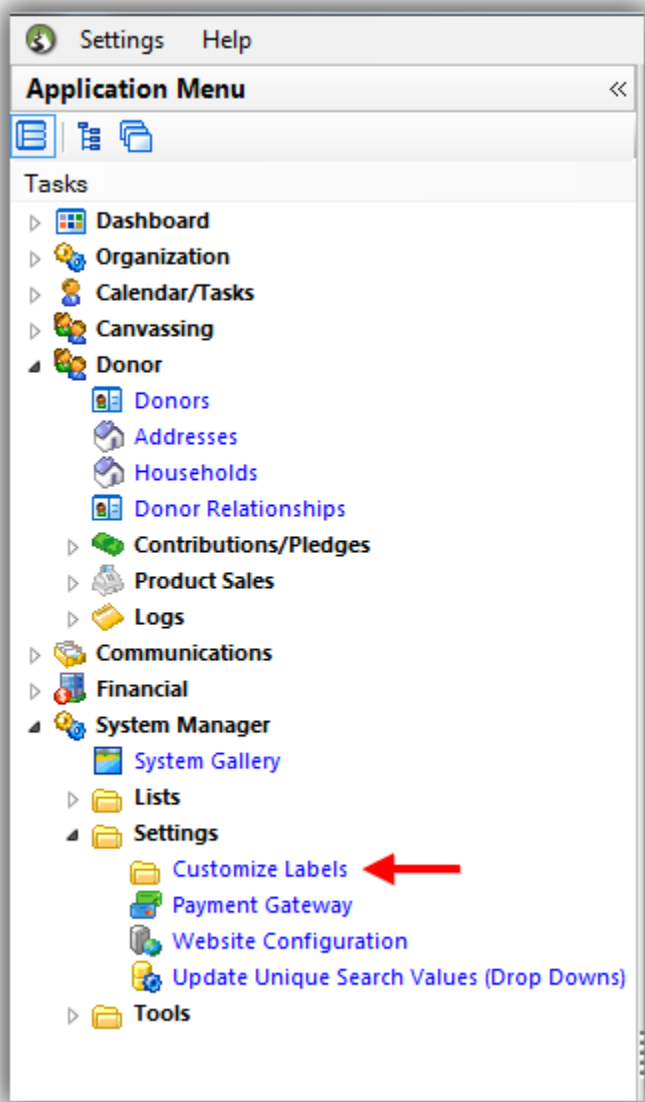 Settings Help
Application Menu
Tasks
Dashboard
Organization
Calendar/Tasks
Canvassing
Donor
Donors
Addresses
Households
Donor Relationships
Contributions/Pledges
Product Sales
Logs
Communications
Financial
System Manager
System Gallery
Lists
Settings
Customize Labels
Payment Gateway
Website Configuration
Update Unique Search Values (Drop Downs)
Tools